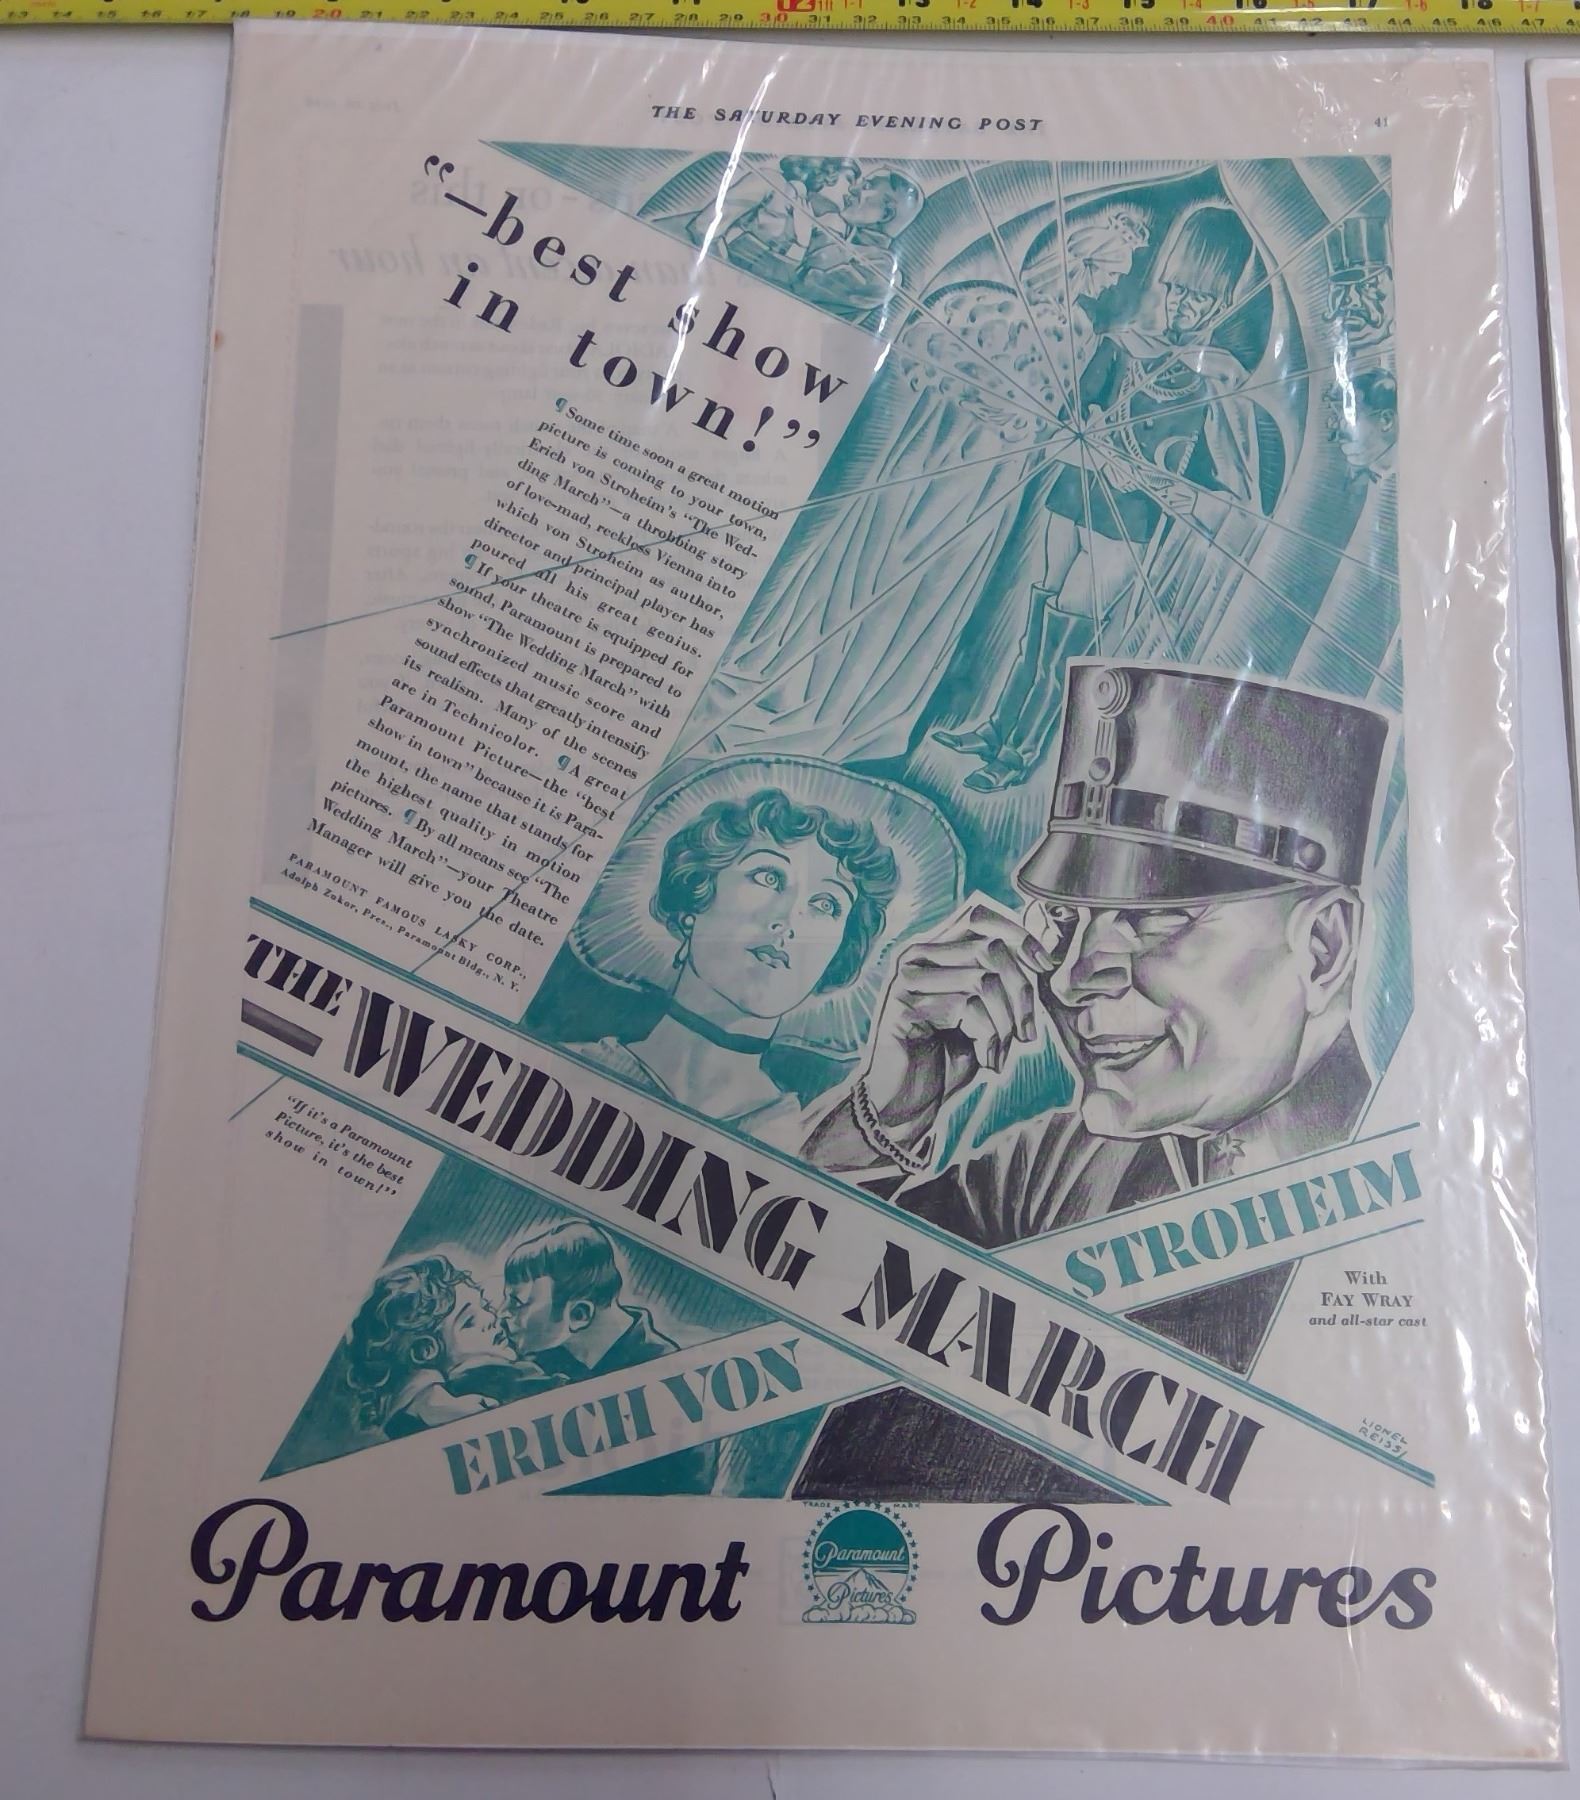 THE SATURDAY EVENING POST
41
"—best show
in town!"
¶ Some time soon a great motion
picture is coming to your town,
Erich von Stroheim's "The Wed-
ding March"—a throbbing story
of love-mad, reckless Vienna into
which von Stroheim as author,
director and principal player has
poured all his great genius.
¶ If your theatre is equipped for
sound, Paramount is prepared to
show "The Wedding March" with
synchronized music score and
sound effects that greatly intensify
its realism. Many of the scenes
are in Technicolor. ¶ A great
Paramount Picture—the "best
show in town" because it is Para-
mount, the name that stands for
the highest quality in motion
pictures. ¶ By all means see "The
Wedding March"—your Theatre
Manager will give you the date.
PARAMOUNT FAMOUS LASKY CORP.,
Adolph Zukor, Pres., Paramount Bldg., N. Y.
THE WEDDING MARCH
"If it's a Paramount
Picture, it's the best
show in town!"
ERICH VON STROHEIM
With
FAY WRAY
and all-star cast
LIONEL
REISS
TRADE MARK
Paramount
Pictures
Paramount Pictures